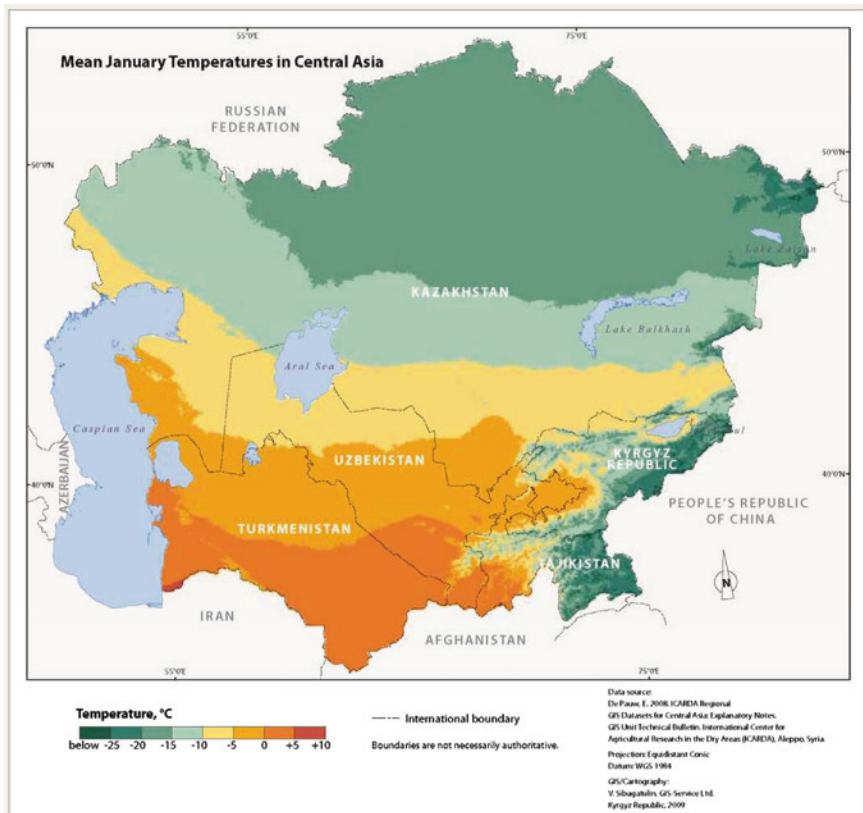 55°0'E
75°0'E
Mean January Temperatures in Central Asia
RUSSIAN
FEDERATION
50°0'N
50°0'N
Lake Zaisan
KAZAKHSTAN
Lake Balkhash
Aral Sea
Caspian Sea
AZERBAIJAN
UZBEKISTAN
KYRGYZ
REPUBLIC
40°0'N
40°0'N
PEOPLE'S REPUBLIC
OF CHINA
TURKMENISTAN
TAJIKISTAN
N
IRAN
AFGHANISTAN
55°0'E
75°0'E
Temperature, °C
below -25 -20 -15 -10 -5 0 +5 +10
International boundary
Boundaries are not necessarily authoritative.
Data source:
De Pauw, E. 2008. ICARDA Regional
GIS Datasets for Central Asia: Explanatory Notes.
GIS Unit Technical Bulletin. International Center for
Agricultural Research in the Dry Areas (ICARDA), Aleppo, Syria.
Projection: Equidistant Conic
Datum: WGS 1984
GIS/Cartography:
V. Sibagatulin, GIS-Service Ltd.
Kyrgyz Republic, 2009